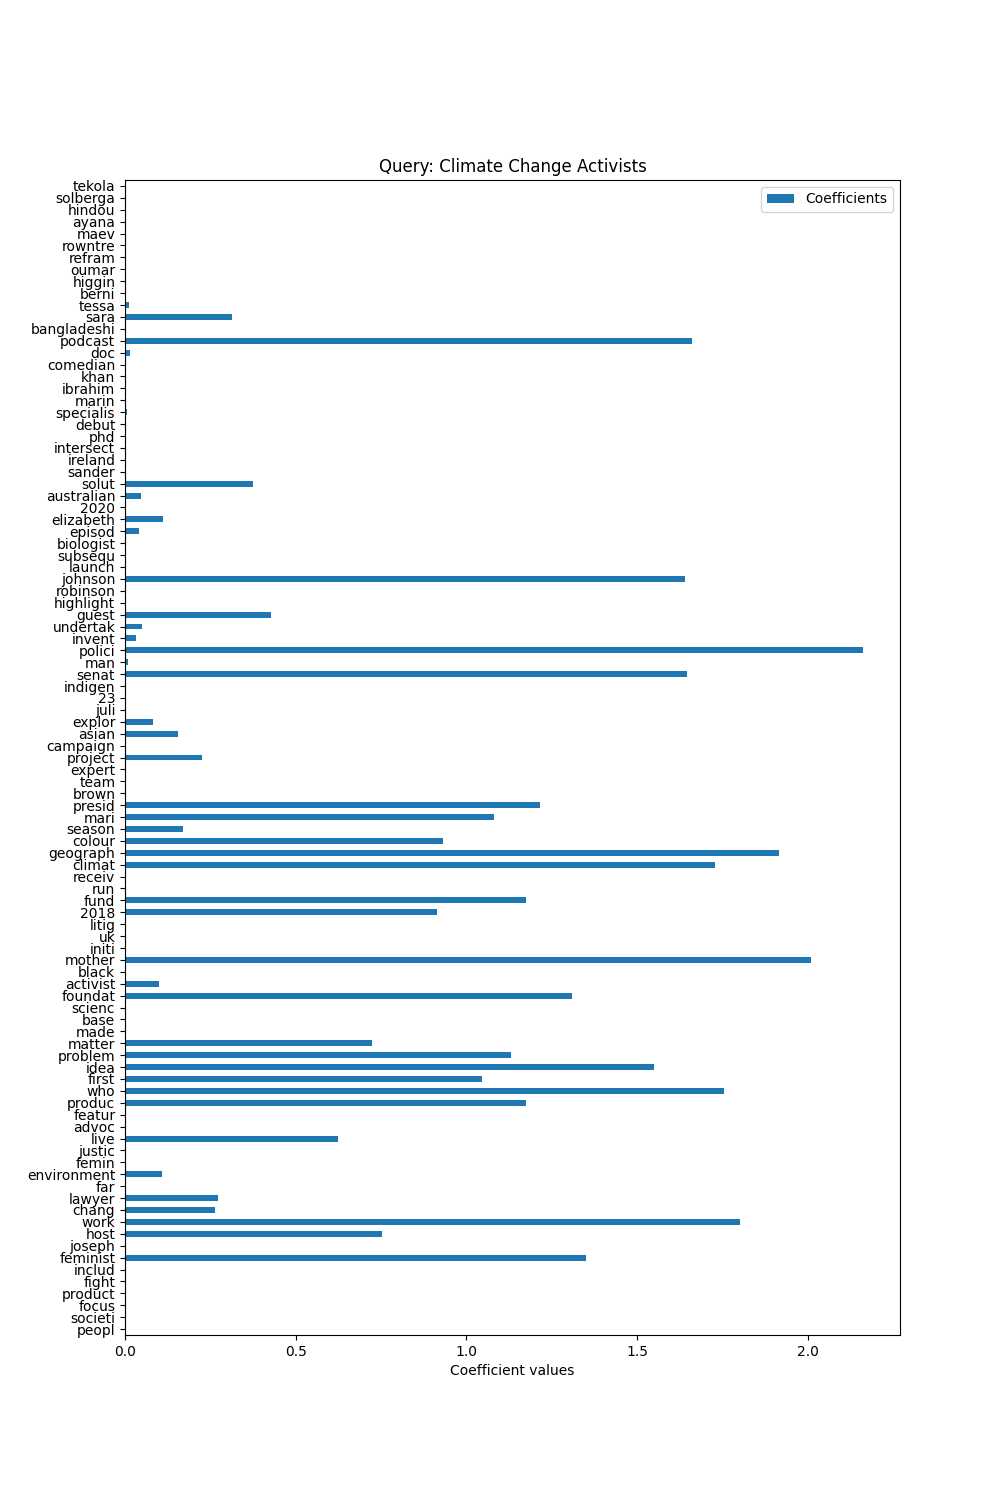 Query: Climate Change Activists
Coefficients
tekola
solberga
hindou
ayana
maev
rowntre
refram
oumar
higgin
berni
tessa
sara
bangladeshi
podcast
doc
comedian
khan
ibrahim
marin
specialis
debut
phd
intersect
ireland
sander
solut
australian
2020
elizabeth
episod
biologist
subsequ
launch
johnson
robinson
highlight
guest
undertak
invent
polici
man
senat
indigen
23
juli
explor
asian
campaign
project
expert
team
brown
presid
mari
season
colour
geograph
climat
receiv
run
fund
2018
litig
uk
initi
mother
black
activist
foundat
scienc
base
made
matter
problem
idea
first
who
produc
featur
advoc
live
justic
femin
environment
far
lawyer
chang
work
host
joseph
feminist
includ
fight
product
focus
societi
peopl
0.0 0.5 1.0 1.5 2.0
Coefficient values